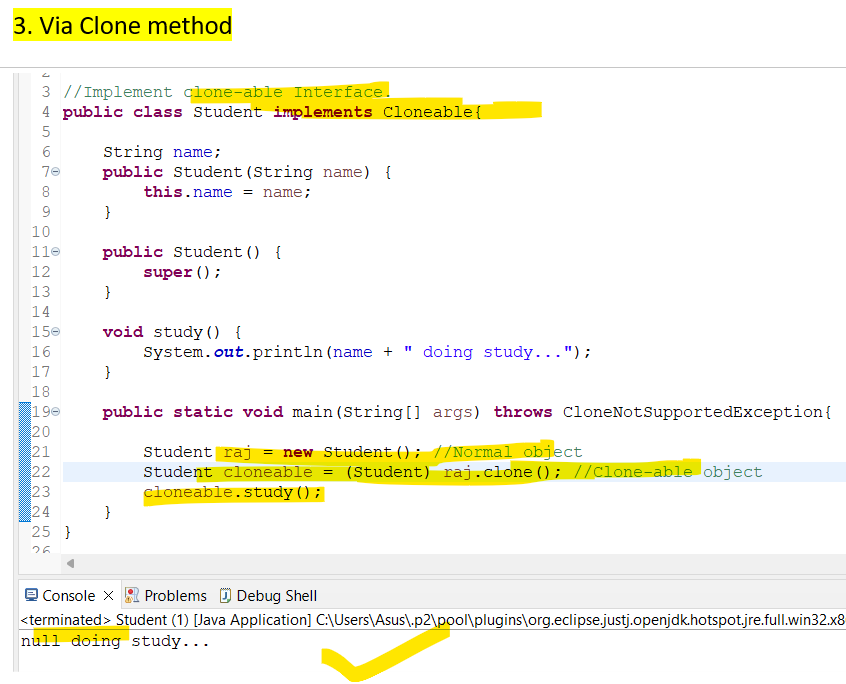 3. Via Clone method
2
3 //Implement clone-able Interface.
4 public class Student implements Cloneable{
5
6 String name;
7 public Student(String name) {
8 this.name = name;
9 }
10
11 public Student() {
12 super();
13 }
14
15 void study() {
16 System.out.println(name + " doing study...");
17 }
18
19 public static void main(String[] args) throws CloneNotSupportedException{
20
21 Student raj = new Student(); //Normal object
22 Student cloneable = (Student) raj.clone(); //Clone-able object
23 cloneable.study();
24 }
25 }
26
Console Problems Debug Shell
<terminated> Student (1) [Java Application] C:\Users\Asus\.p2\pool\plugins\org.eclipse.justj.openjdk.hotspot.jre.full.win32.x8
null doing study...